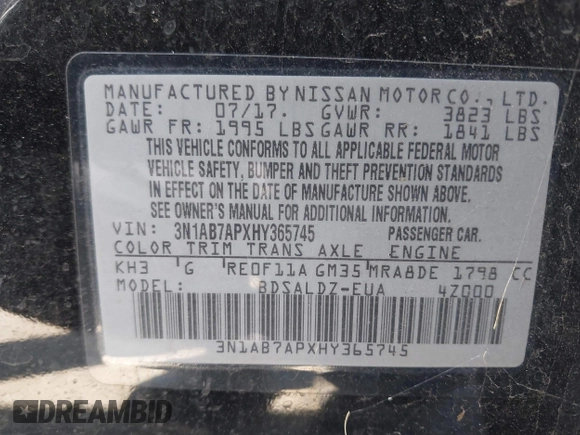 MANUFACTURED BY NISSAN MOTOR CO., LTD.
DATE: 07/17. GVWR: 3823 LBS
GAWR FR: 1995 LBS GAWR RR: 1841 LBS
THIS VEHICLE CONFORMS TO ALL APPLICABLE FEDERAL MOTOR
VEHICLE SAFETY, BUMPER AND THEFT PREVENTION STANDARDS
IN EFFECT ON THE DATE OF MANUFACTURE SHOWN ABOVE.
SEE OWNER'S MANUAL FOR ADDITIONAL INFORMATION.
VIN: 3N1AB7APXHY365745 PASSENGER CAR.
COLOR TRIM TRANS AXLE ENGINE
KH3 G RE0F11A GM35 MRA8DE 1798 CC
MODEL: BDSALDZ-EUA 4Z000
3N1AB7APXHY365745
DREAMBID